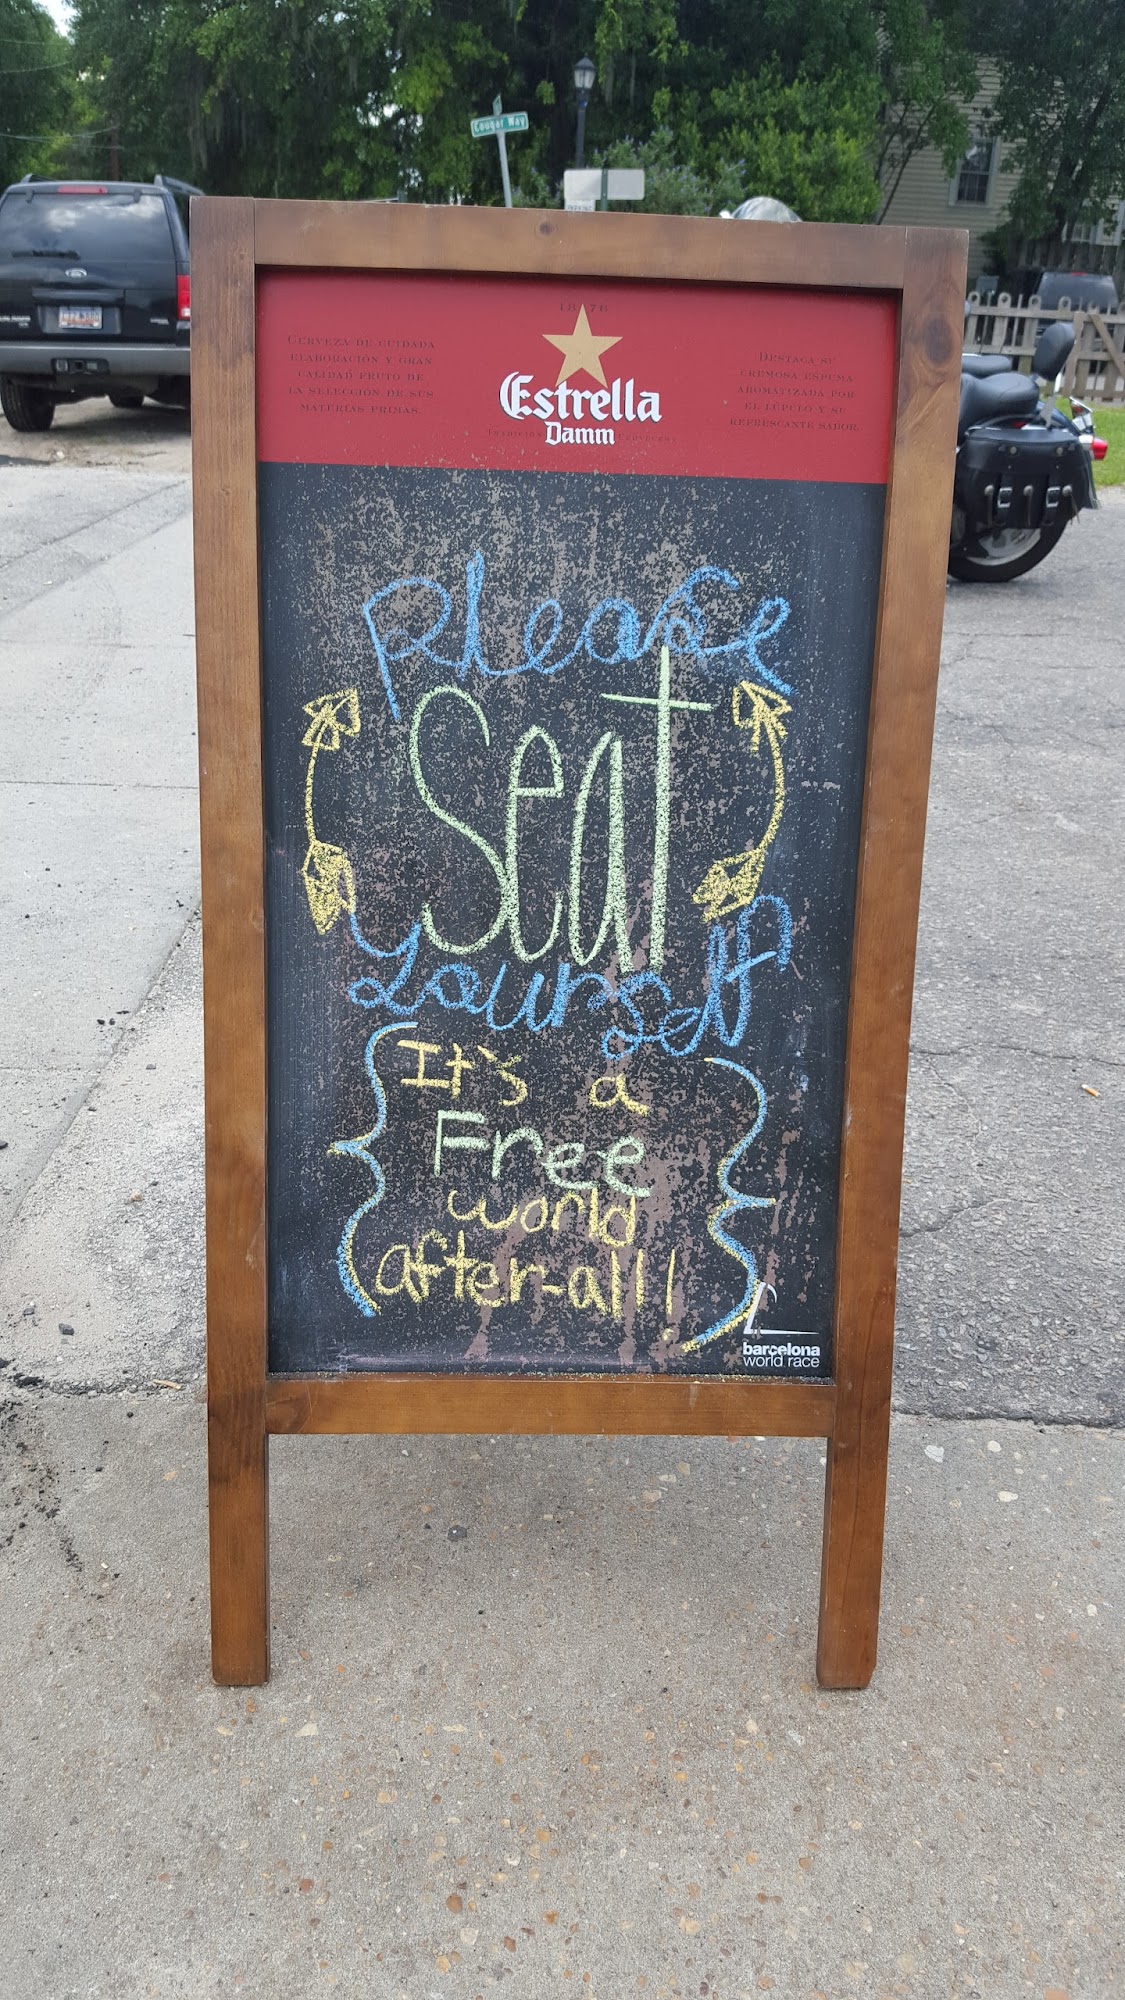 Cougar Way
1876
Cerveza de cuidada
elaboración y gran
calidad fruto de
la selección de sus
materias primas.
Estrella
Damm
Destaca su
cremosa espuma
aromatizada por
el lúpulo y su
refrescante sabor.
Please
Seat
yourself
It's a
Free
world
after-all!
barcelona
world race